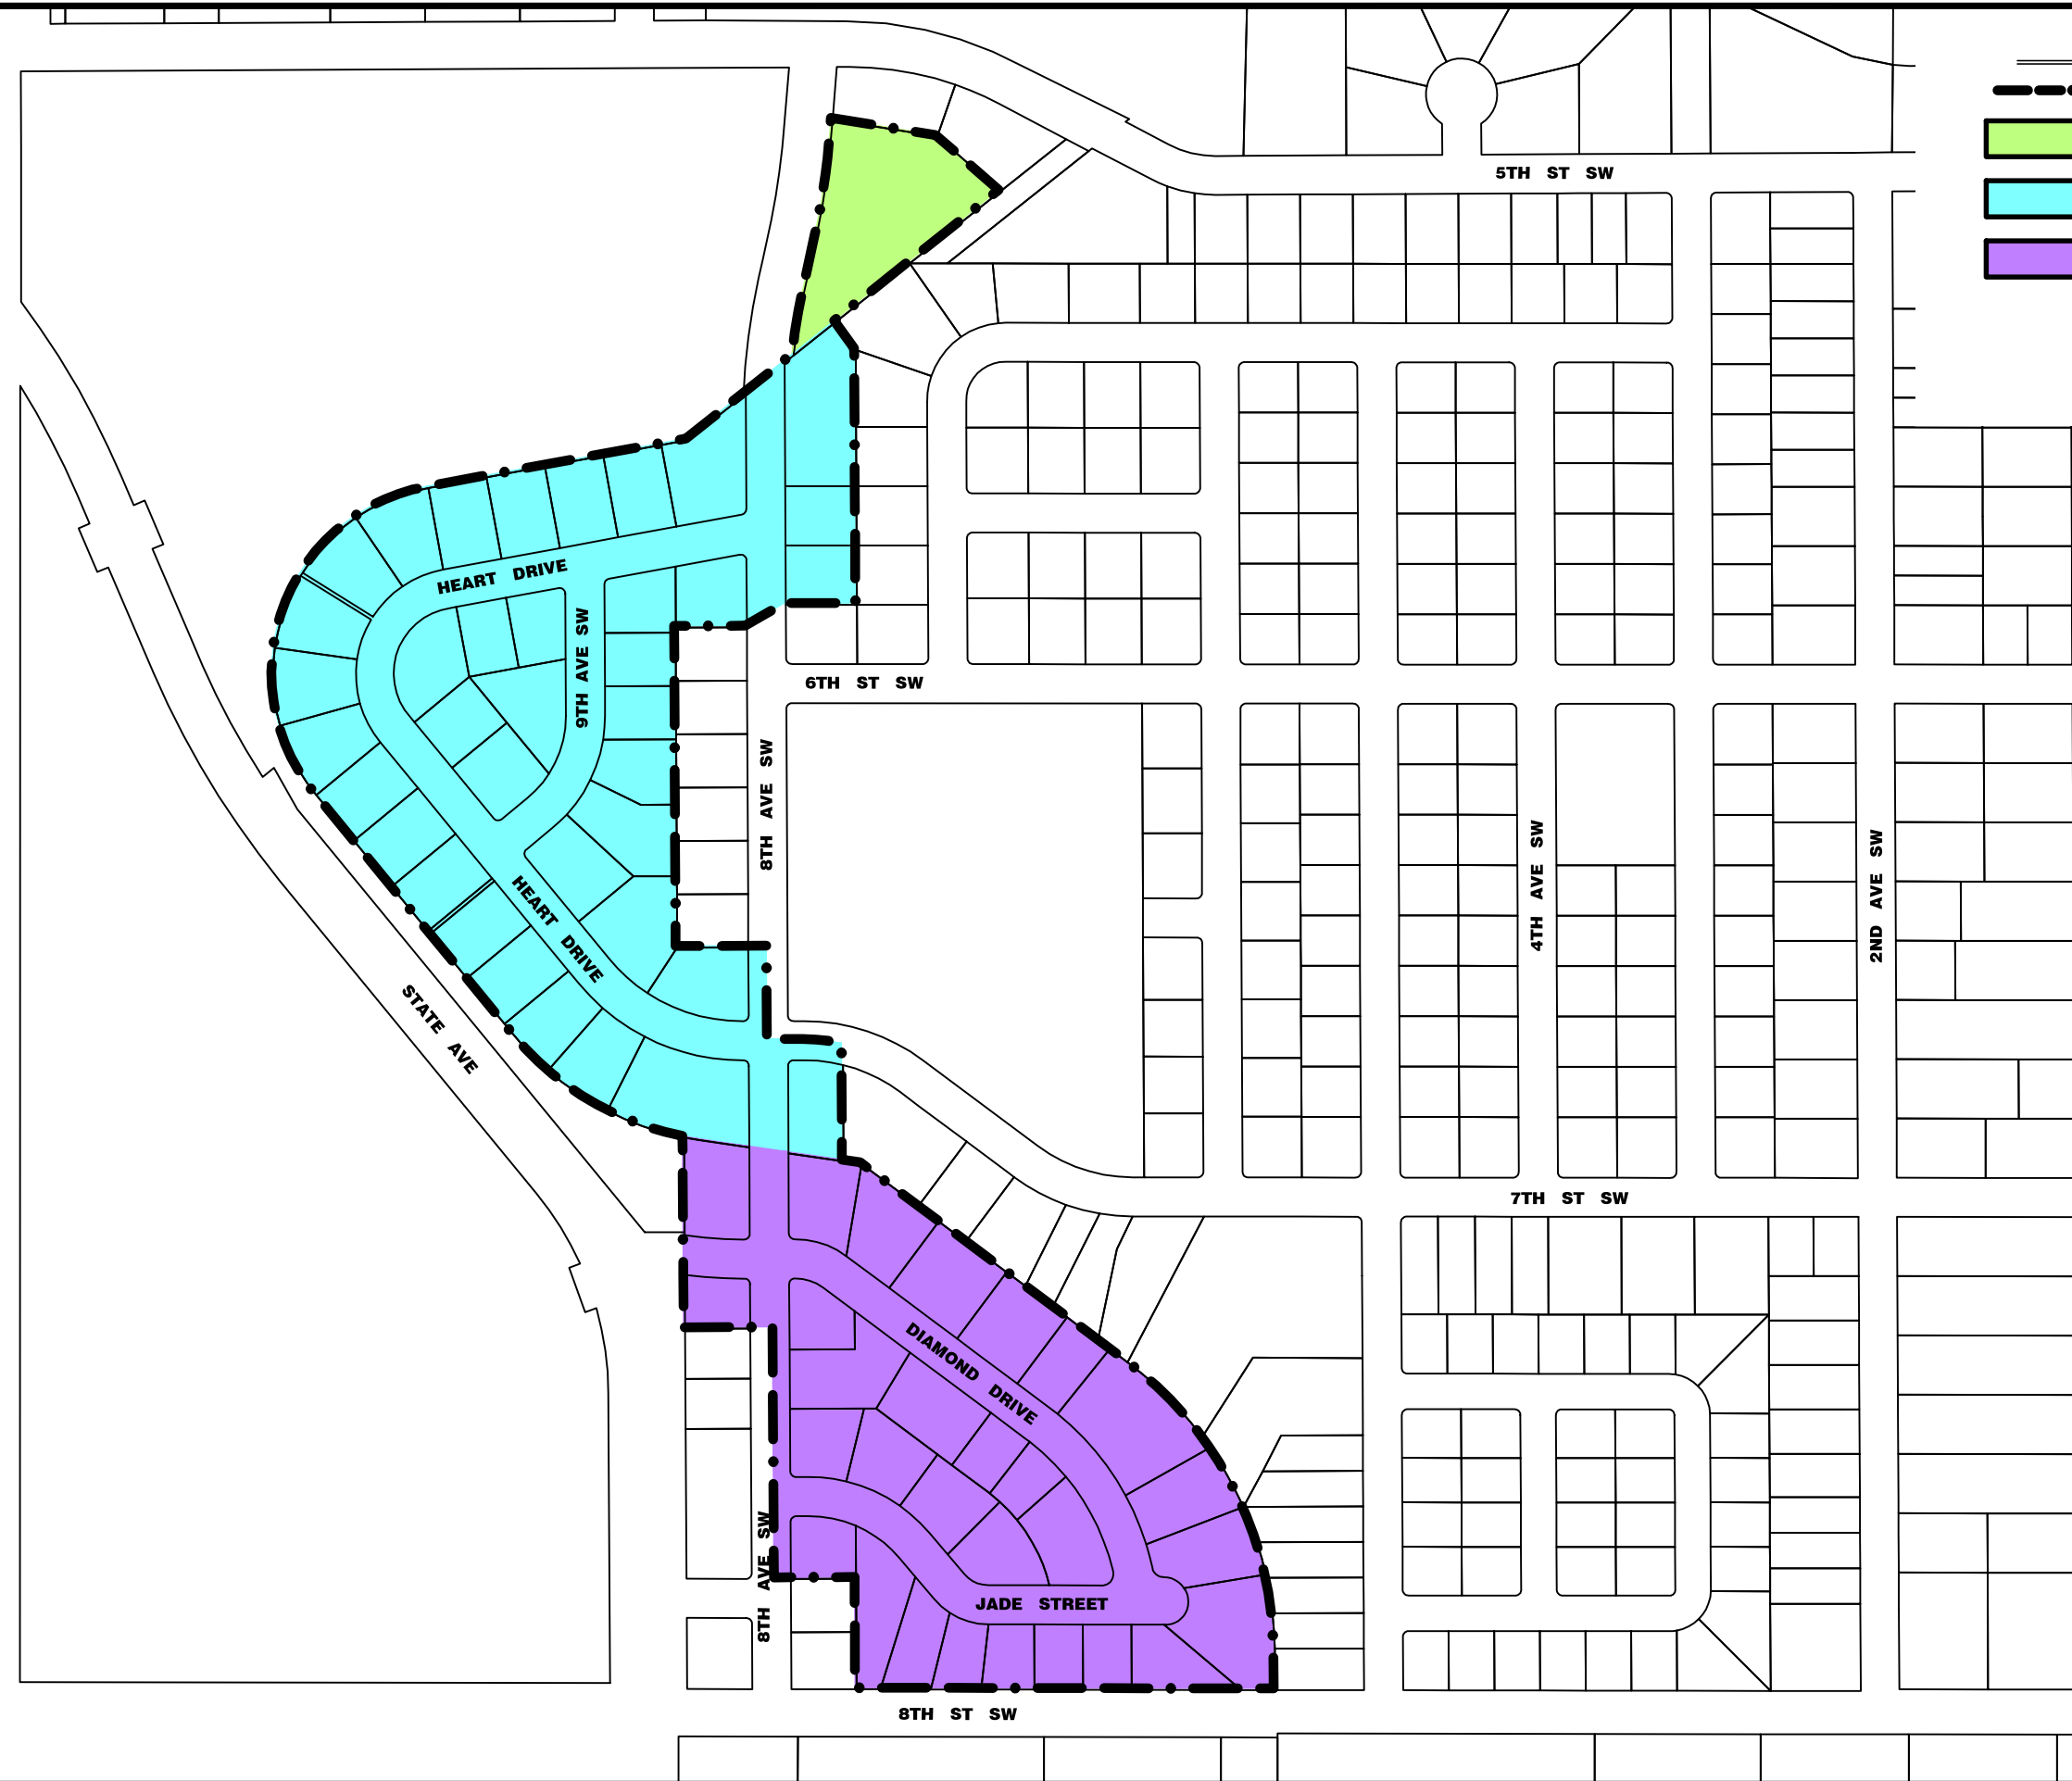 5TH ST SW
HEART DRIVE
9TH AVE SW
6TH ST SW
8TH AVE SW
4TH AVE SW
2ND AVE SW
HEART DRIVE
STATE AVE
7TH ST SW
DIAMOND DRIVE
8TH AVE SW
JADE STREET
8TH ST SW